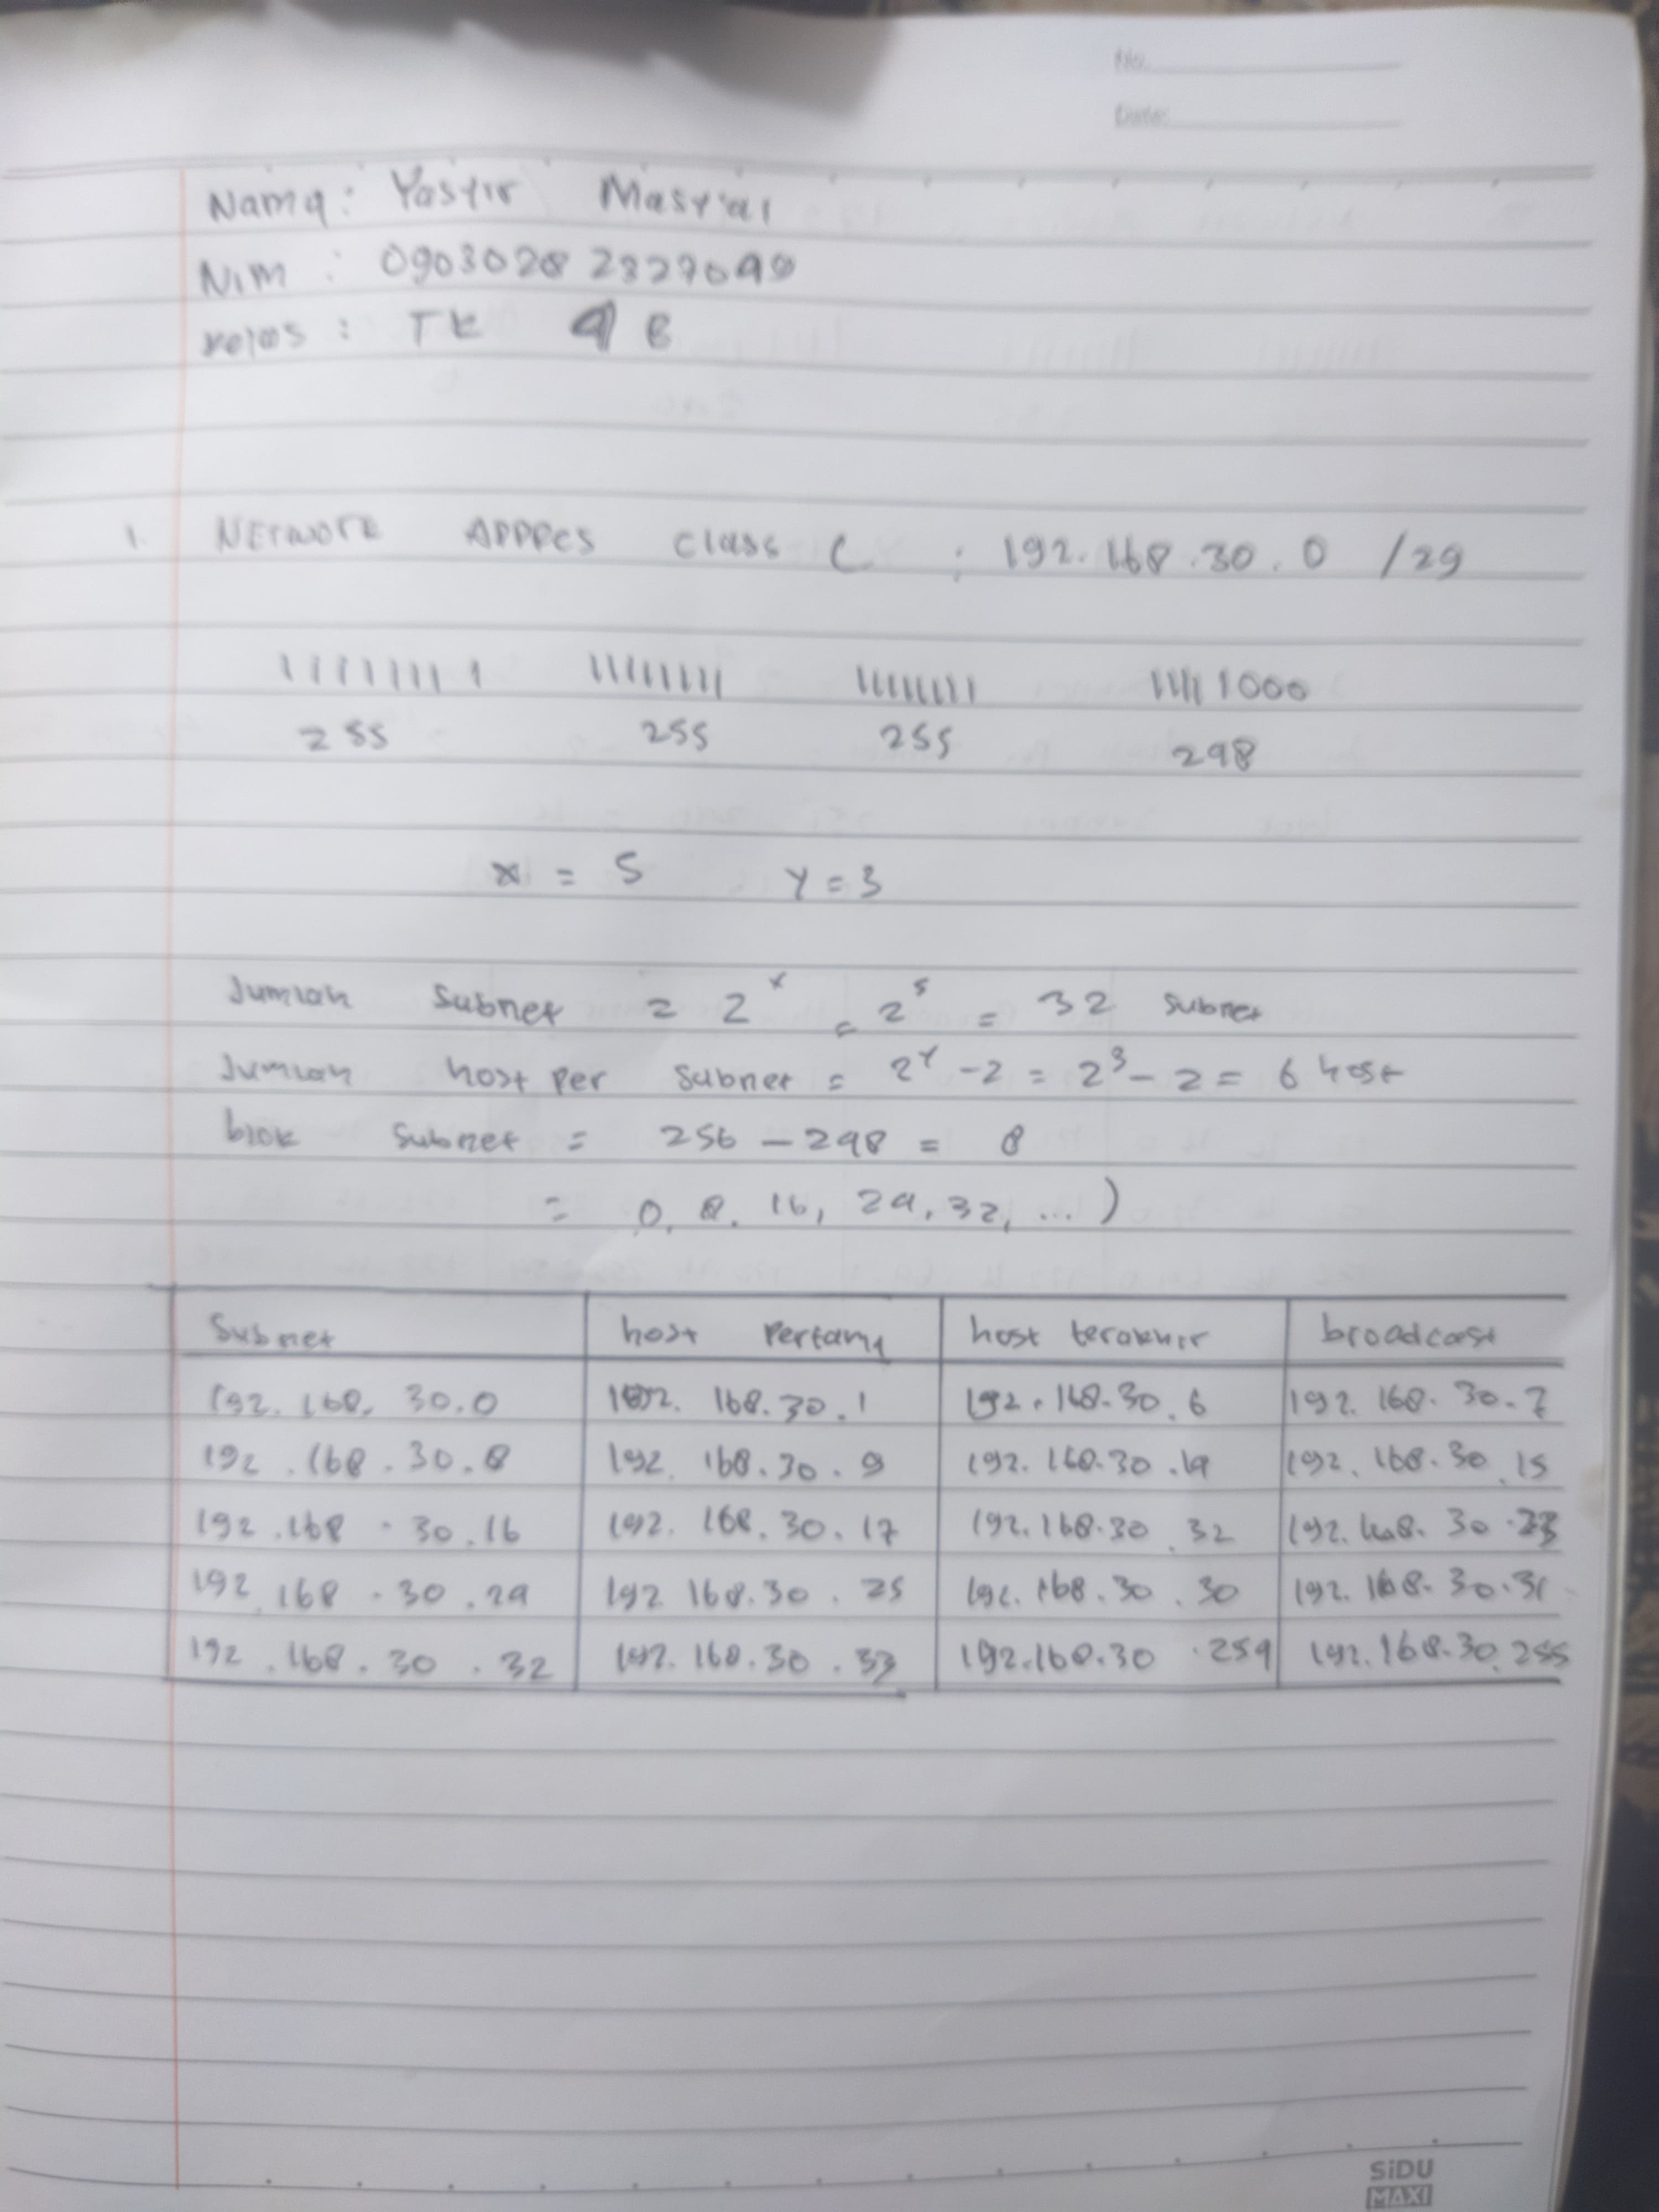 No.
Date:
Nama : Yastir Masy'al
Nim : 09030282327049
kelas : TK 4 B
1. NETWORK ADDRES class C : 192.168.30.0 /29
11111111 11111111 11111111 11111000
255 255 255 248
x = 5 Y = 3
Jumlah Subnet = 2^x = 2^5 = 32 subnet
Jumlah host per subnet = 2^Y - 2 = 2^3 - 2 = 6 host
blok subnet = 256 - 248 = 8
= 0, 8, 16, 24, 32, ... )
Subnet host Pertama host terakhir broadcast
192.168.30.0 192.168.30.1 192.168.30.6 192.168.30.7
192.168.30.8 192.168.30.9 192.168.30.14 192.168.30.15
192.168.30.16 192.168.30.17 192.168.30.32 192.168.30.23
192.168.30.24 192.168.30.25 192.168.30.30 192.168.30.31
192.168.30.32 192.168.30.33 192.168.30.254 192.168.30.255
SiDU
MAXI